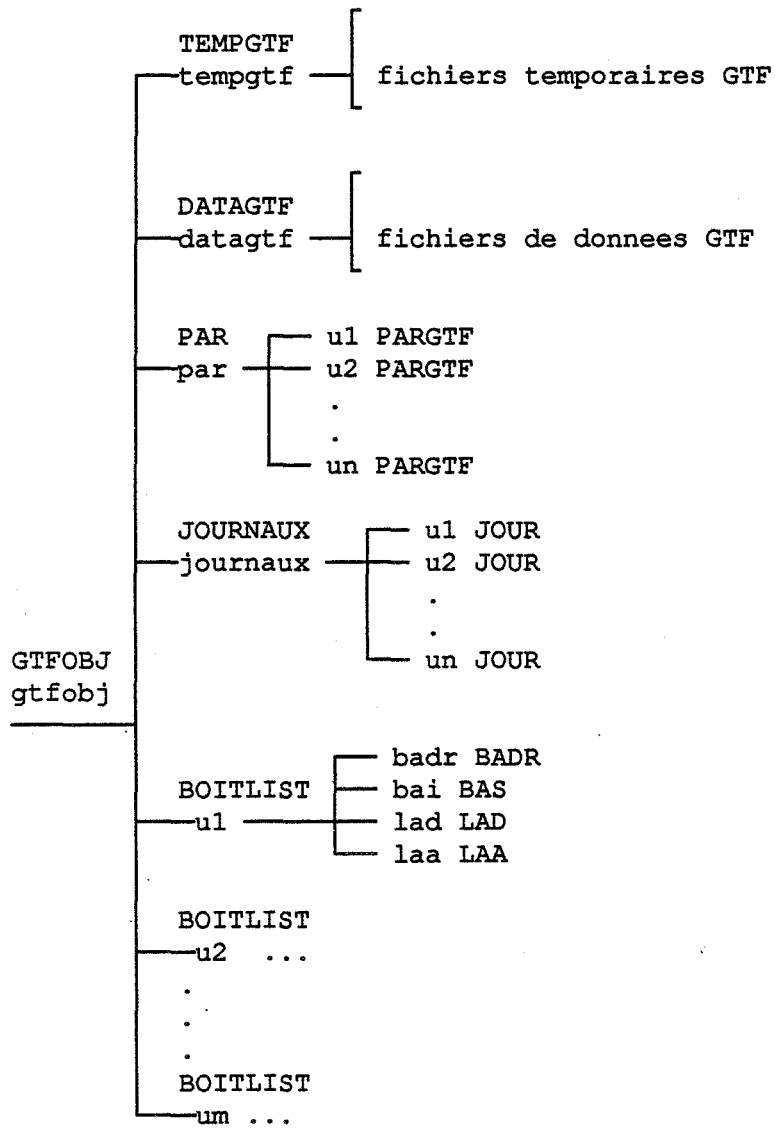 TEMPGTF
tempgtf
fichiers temporaires GTF
DATAGTF
datagtf
fichiers de donnees GTF
PAR
par
u1 PARGTF
u2 PARGTF
.
.
un PARGTF
JOURNAUX
journaux
u1 JOUR
u2 JOUR
.
.
un JOUR
GTFOBJ
gtfobj
BOITLIST
u1
badr BADR
bai BAS
lad LAD
laa LAA
BOITLIST
u2 ...
.
.
.
BOITLIST
um ...